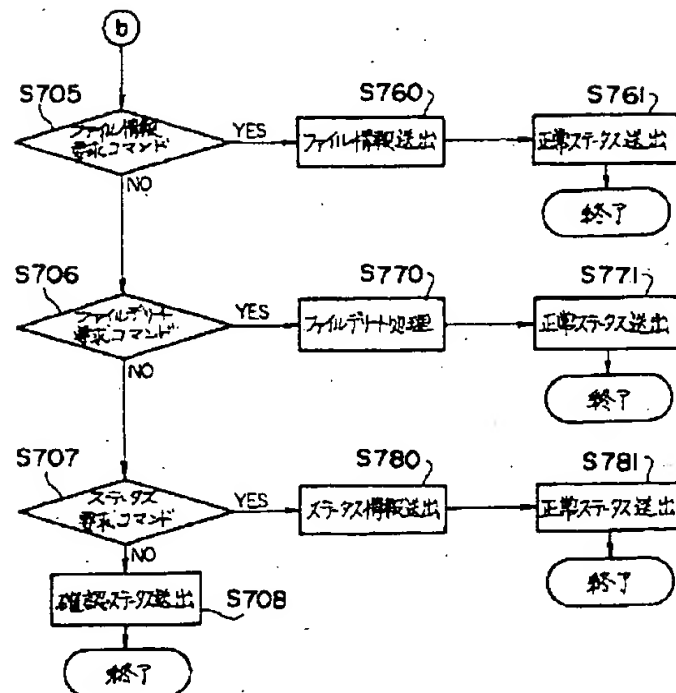 b
S705
ファイル情報
要求コマンド
YES
NO
S760
ファイル情報送出
S761
正常ステータス送出
終了
S706
ファイルデリート
要求コマンド
YES
NO
S770
ファイルデリート処理
S771
正常ステータス送出
終了
S707
ステータス
要求コマンド
YES
NO
S780
ステータス情報送出
S781
正常ステータス送出
終了
確認ステータス送出
S708
終了